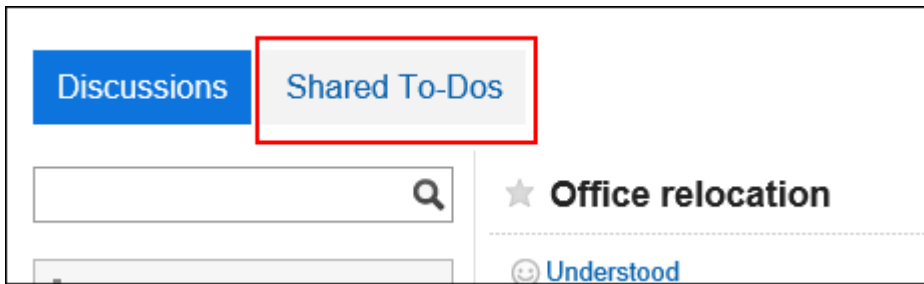 Discussions
Shared To-Dos
Office relocation
Understood